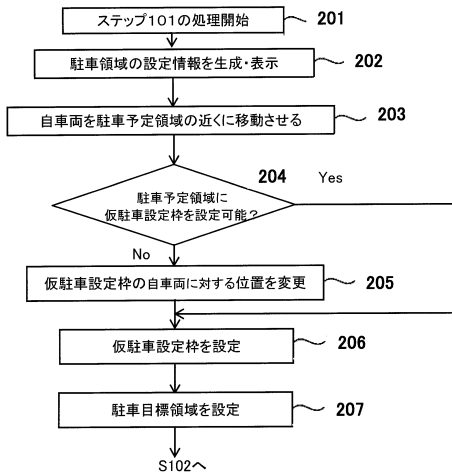 ステップ101の処理開始
201
駐車領域の設定情報を生成・表示
202
自車両を駐車予定領域の近くに移動させる
203
204
Yes
駐車予定領域に
仮駐車設定枠を設定可能?
No
仮駐車設定枠の自車両に対する位置を変更
205
仮駐車設定枠を設定
206
駐車目標領域を設定
207
S102へ